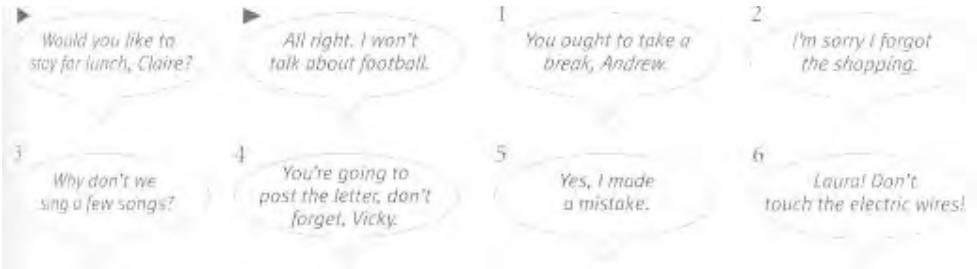 Would you like to
stay for lunch, Claire?
All right. I won't
talk about football.
1
You ought to take a
break, Andrew.
2
I'm sorry I forgot
the shopping.
3
Why don't we
sing a few songs?
4
You're going to
post the letter, don't
forget, Vicky.
5
Yes, I made
a mistake.
6
Laura! Don't
touch the electric wires!